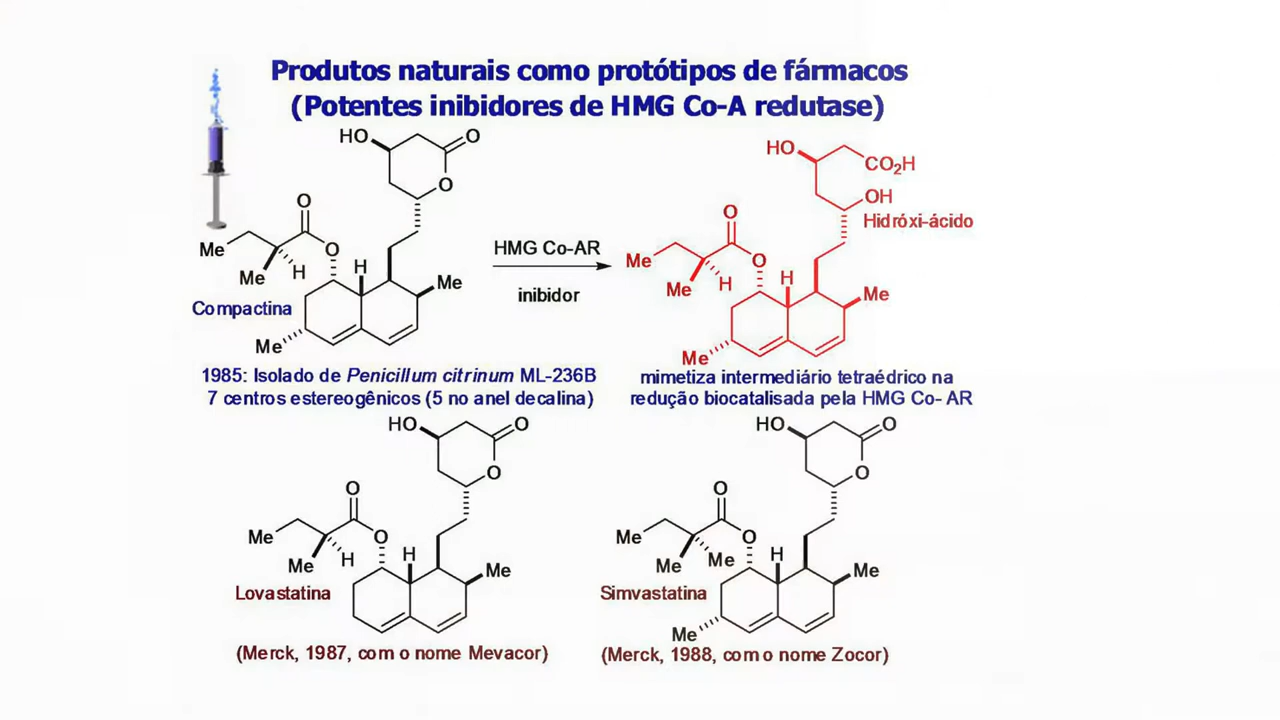 Produtos naturais como protótipos de fármacos
(Potentes inibidores de HMG Co-A redutase)
HO
O
O
O
Me
O
Me
H
H
Me
Me
Compactina
1985: Isolado de Penicillum citrinum ML-236B
7 centros estereogênicos (5 no anel decalina)
HMG Co-AR
inibidor
HO
CO₂H
OH
Hidróxi-ácido
O
Me
O
Me
H
H
Me
Me
mimetiza intermediário tetraédrico na
redução biocatalisada pela HMG Co- AR
HO
O
O
O
Me
O
Me
H
H
Me
Lovastatina
(Merck, 1987, com o nome Mevacor)
HO
O
O
O
Me
O
Me
Me
H
Me
Simvastatina
Me
(Merck, 1988, com o nome Zocor)